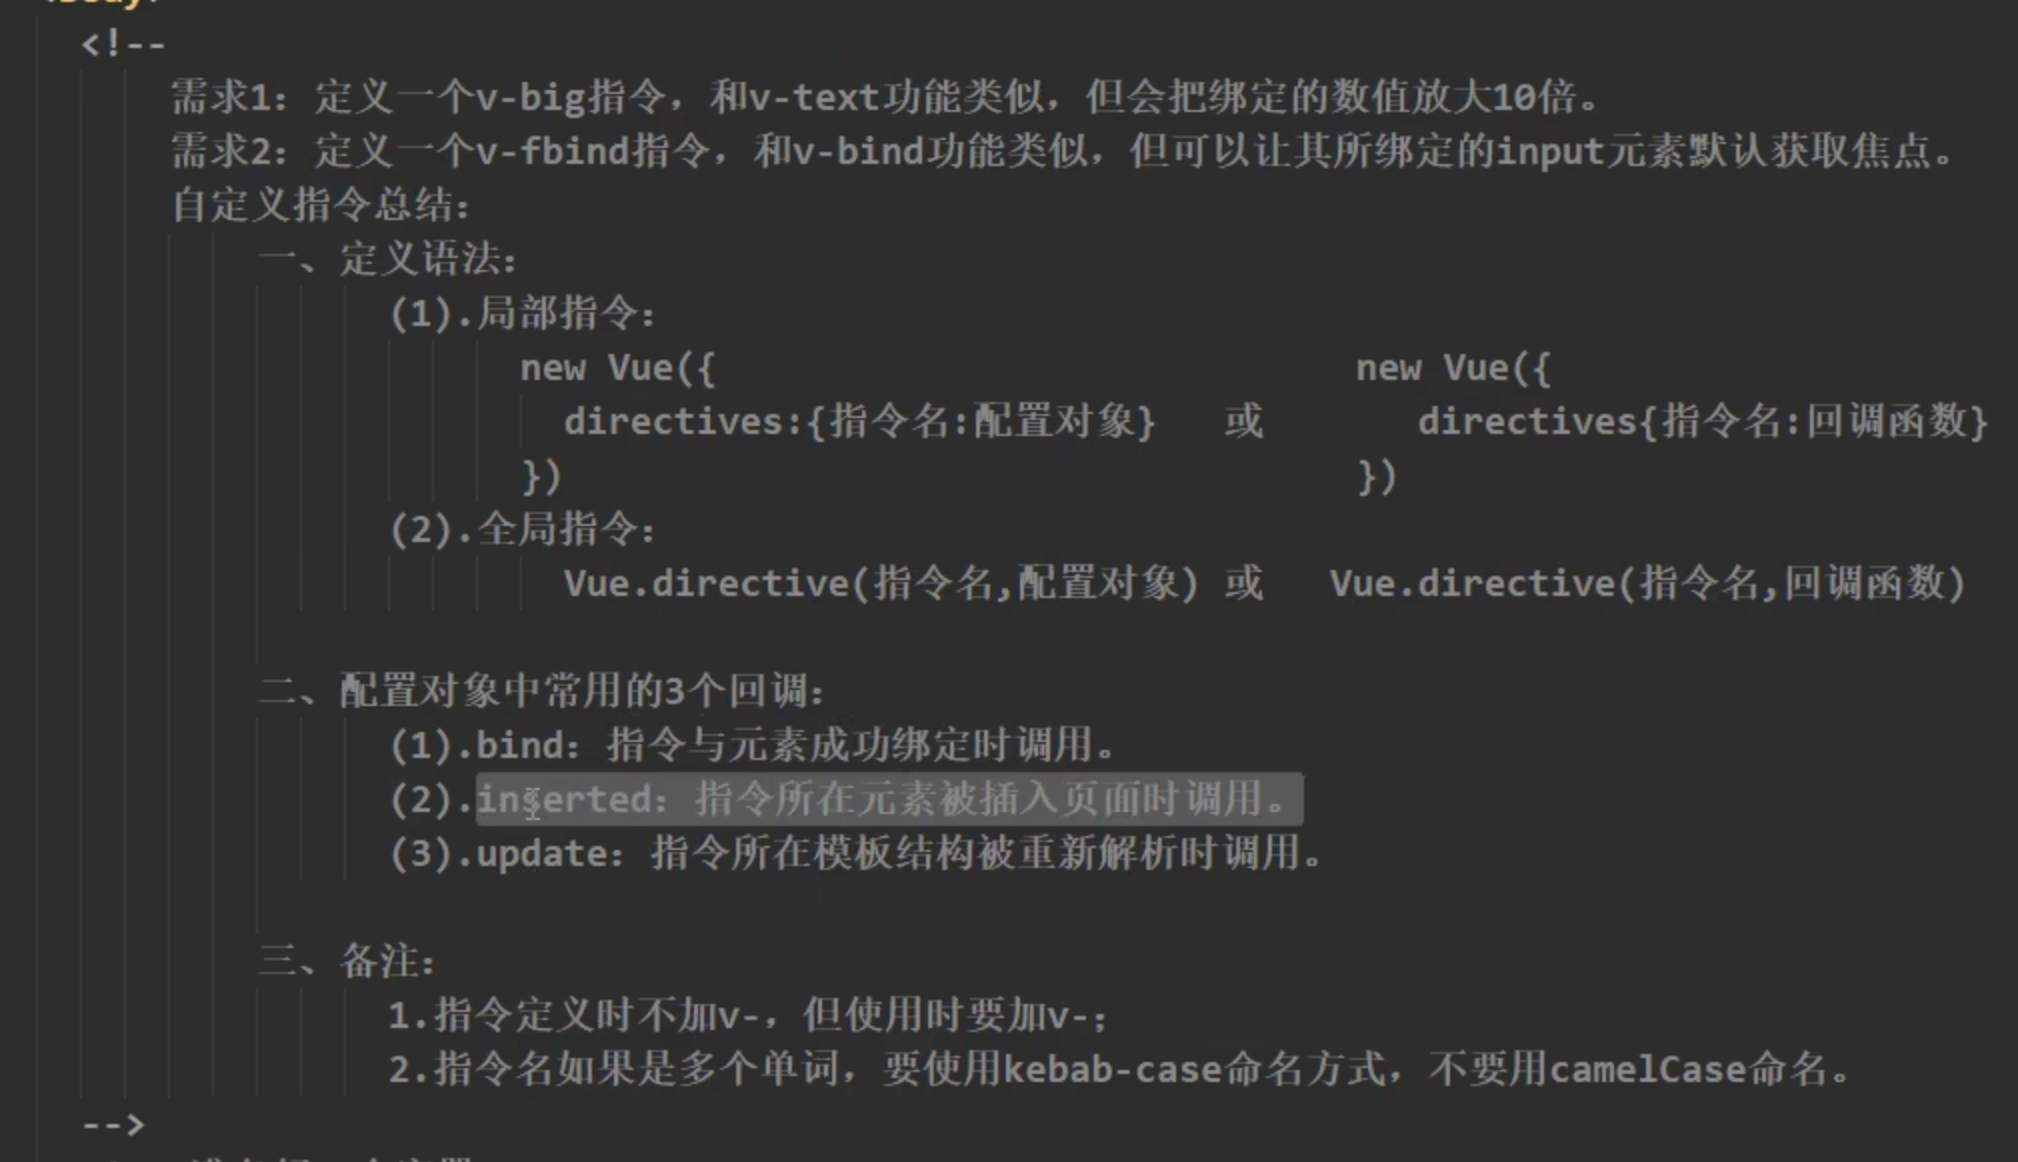 <!--
需求1：定义一个v-big指令，和v-text功能类似，但会把绑定的数值放大10倍。
需求2：定义一个v-fbind指令，和v-bind功能类似，但可以让其所绑定的input元素默认获取焦点。
自定义指令总结：
一、定义语法：
(1).局部指令：
new Vue({ new Vue({
directives:{指令名:配置对象} 或 directives{指令名:回调函数}
}) })
(2).全局指令：
Vue.directive(指令名,配置对象) 或 Vue.directive(指令名,回调函数)
二、配置对象中常用的3个回调：
(1).bind：指令与元素成功绑定时调用。
(2).inserted：指令所在元素被插入页面时调用。
(3).update：指令所在模板结构被重新解析时调用。
三、备注：
1.指令定义时不加v-，但使用时要加v-；
2.指令名如果是多个单词，要使用kebab-case命名方式，不要用camelCase命名。
-->